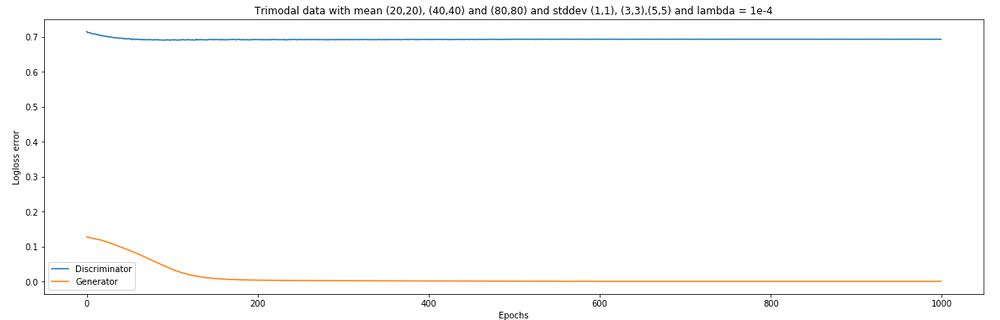 Trimodal data with mean (20,20), (40,40) and (80,80) and stddev (1,1), (3,3),(5,5) and lambda = 1e-4
Logloss error
0.7
0.6
0.5
0.4
0.3
0.2
0.1
0.0
Discriminator
Generator
0 200 400 600 800 1000
Epochs